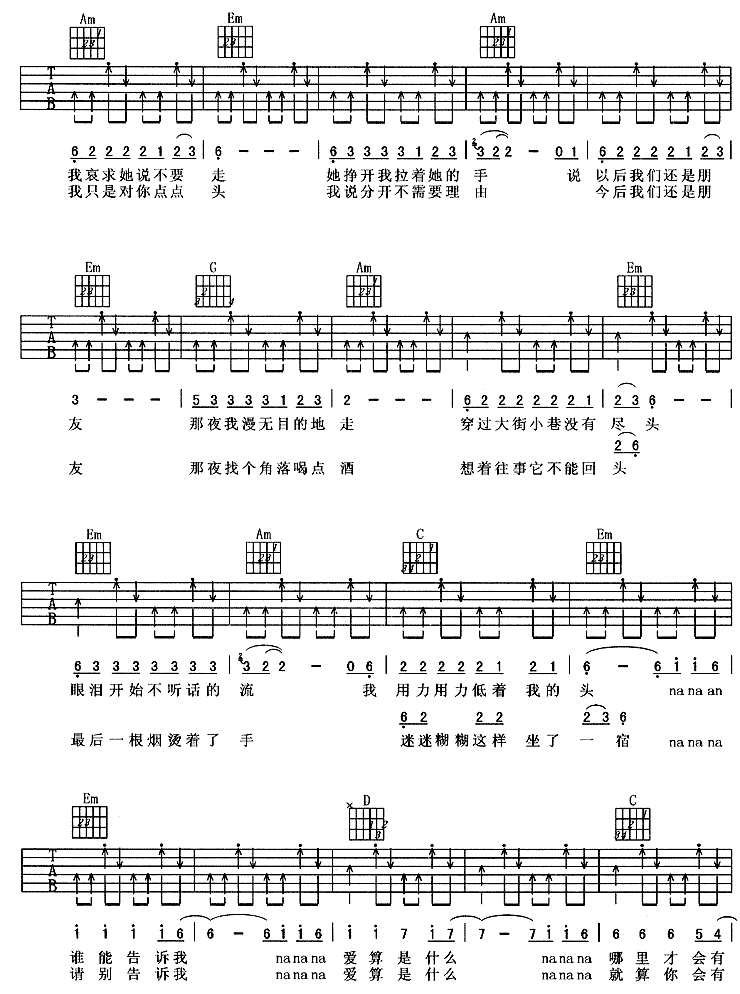 Am Em Am
T A B
6 2 2 2 2 1 2 3 | 6 - - - | 6 3 3 3 2 2 2 3 | 2 3 2 2 - 0 1 | 6 2 2 2 2 1 2 3
我哀求她说不要 走 她挣开我拉着她的 手 说 以后我们还是朋
我只是对你点点 头 我说分开不需要理 由 今后我们还是朋
Em G Am Em
T A B
3 - - - | 5 3 3 3 3 1 2 3 | 2 - - - | 6 2 2 2 2 2 2 1 | 2 3 6 - -
友 那夜我漫无目的地 走 穿过大街小巷没有 尽 头
2 6
友 那夜找个角落喝点 酒 想着往事它不能回 头
Em Am C Em
T A B
6 3 3 3 3 3 3 3 | 3 2 2 - 0 6 | 2 2 2 2 2 1 2 1 | 6 - 6 i i 6
眼泪开始不听话的 流 我 用力用力低着 我的 头 na na an
6 2 2 2 2 3 6
最后一根烟烫着了 手 迷迷糊糊这样 坐了 一 宿 na na na
Em D C
T A B
i i i i 6 | 6 - 6 i i 6 | i i 7 i 7 | 7 - 7 i i 6 | 6 6 6 5 4
谁 能 告 诉我 na na na 爱 算 是 什么 na na na 哪 里 才 会有
请 别 告 诉我 na na na 爱 算 是 什么 na na na 就 算 你 会有